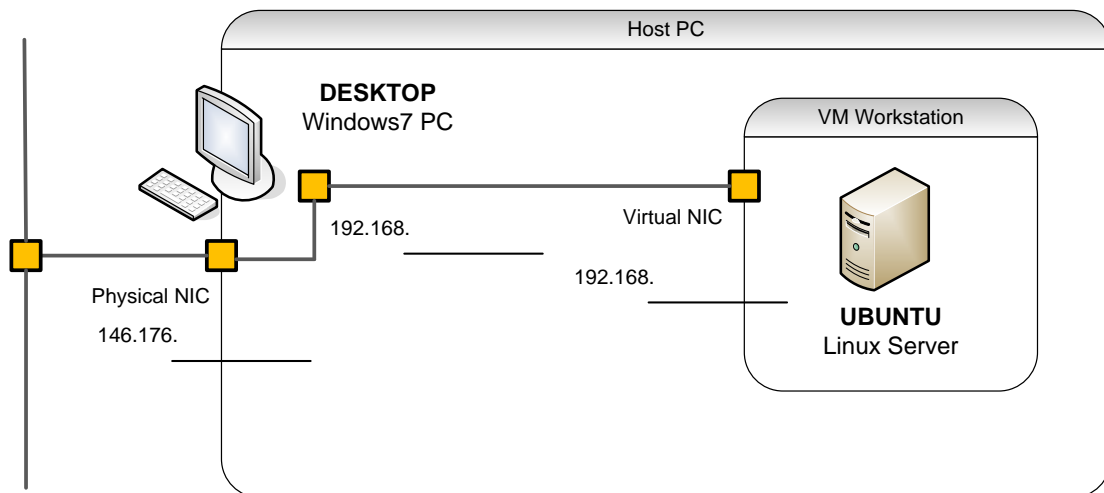 Host PC
DESKTOP
Windows7 PC
VM Workstation
Virtual NIC
192.168.
192.168.
Physical NIC
146.176.
UBUNTU
Linux Server